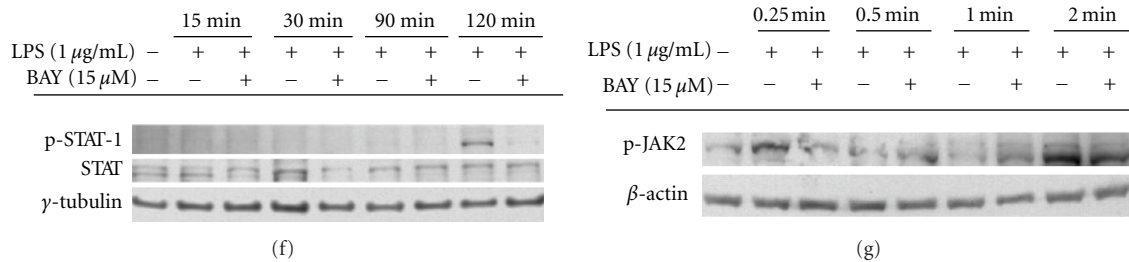 15 min 30 min 90 min 120 min
LPS (1 μg/mL) − + + + + + + + +
BAY (15 μM) − − + − + − + − +
p-STAT-1
STAT
γ-tubulin
(f)
0.25 min 0.5 min 1 min 2 min
LPS (1 μg/mL) − + + + + + + + +
BAY (15 μM) − − + − + − + − +
p-JAK2
β-actin
(g)